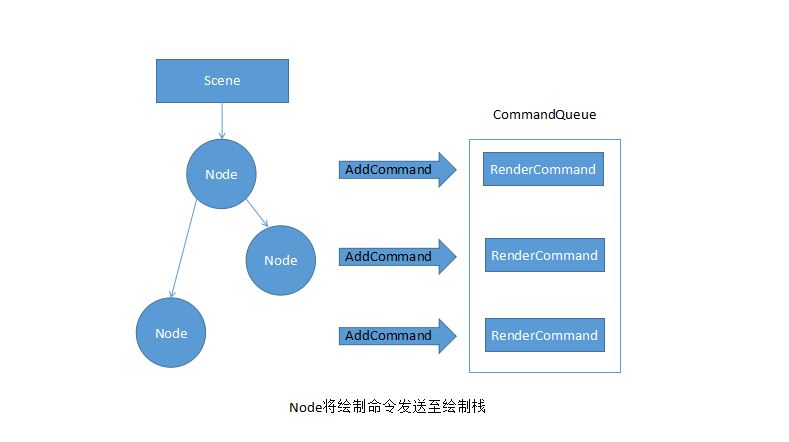 Scene
CommandQueue
Node
AddCommand
RenderCommand
Node
AddCommand
RenderCommand
Node
AddCommand
RenderCommand
Node将绘制命令发送至绘制栈